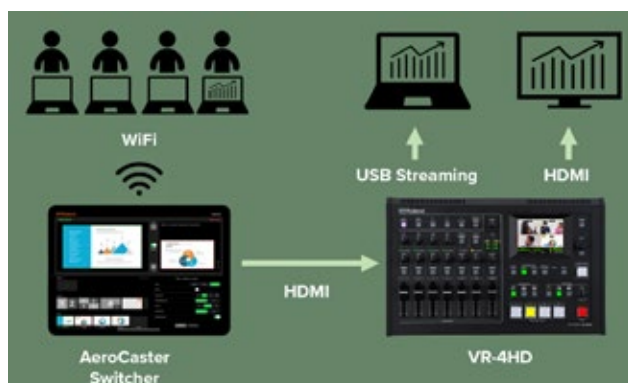 WiFi
USB Streaming
HDMI
HDMI
AeroCaster
Switcher
VR-4HD